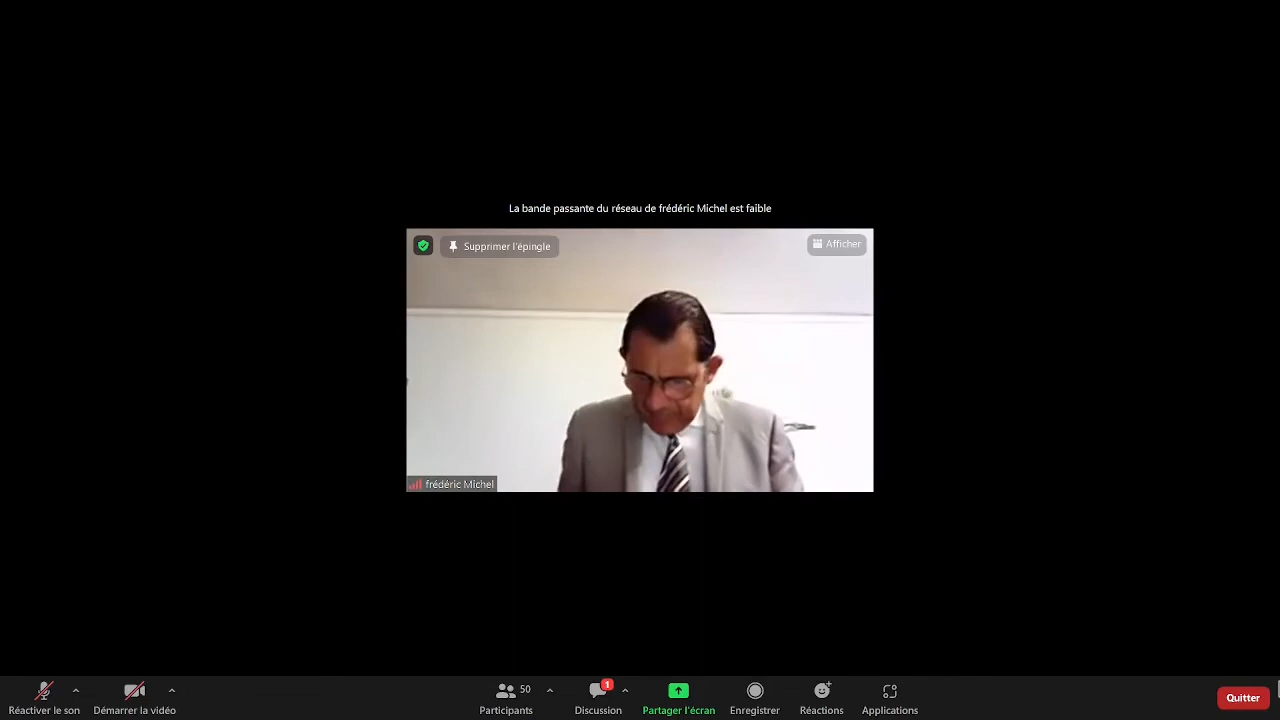 La bande passante du réseau de frédéric Michel est faible
Supprimer l'épingle
Afficher
frédéric Michel
Réactiver le son
Démarrer la vidéo
50
Participants
1
Discussion
Partager l'écran
Enregistrer
Réactions
Applications
Quitter